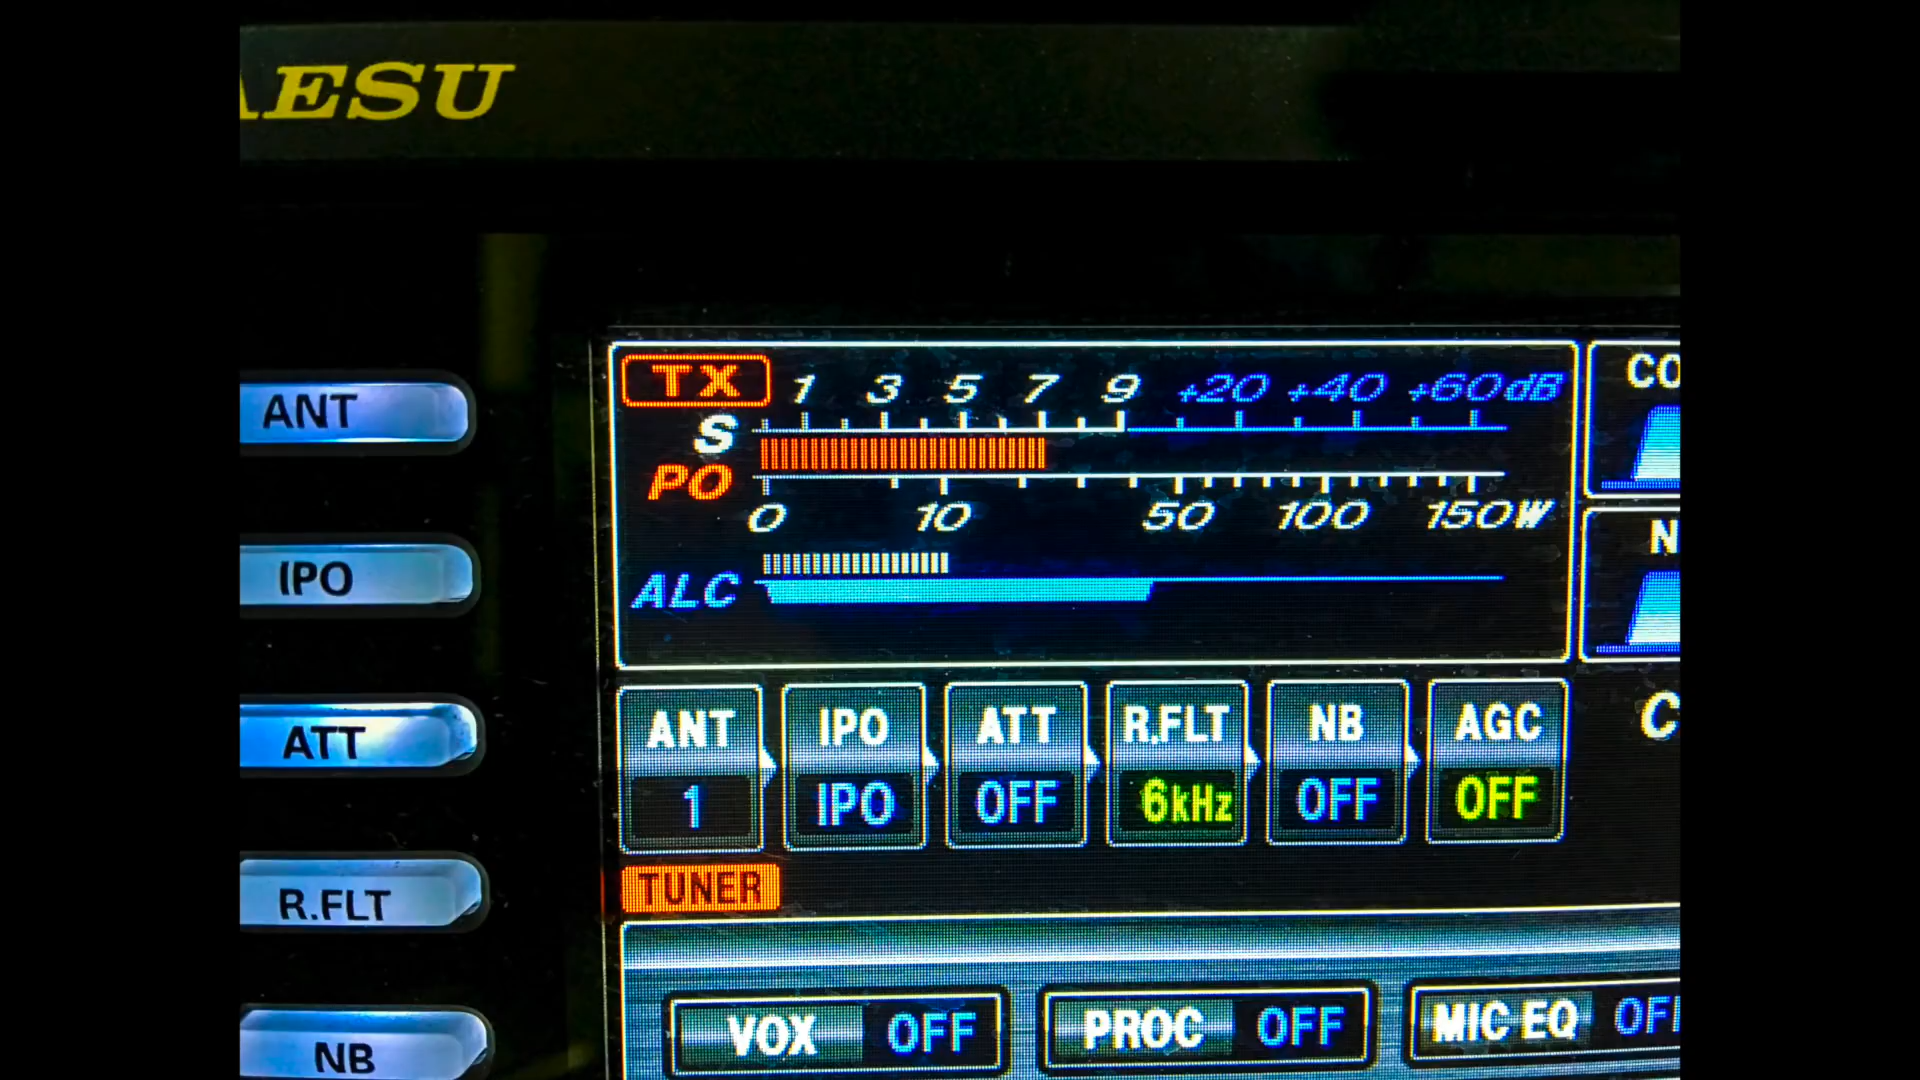 AESU
ANT
IPO
ATT
R.FLT
NB
TX 1 3 5 7 9 +20 +40 +60dB
S
PO
0 10 50 100 150W
ALC
CO
N
ANT IPO ATT R.FLT NB AGC
1 IPO OFF 6kHz OFF OFF
C
TUNER
VOX OFF PROC OFF MIC EQ OFF